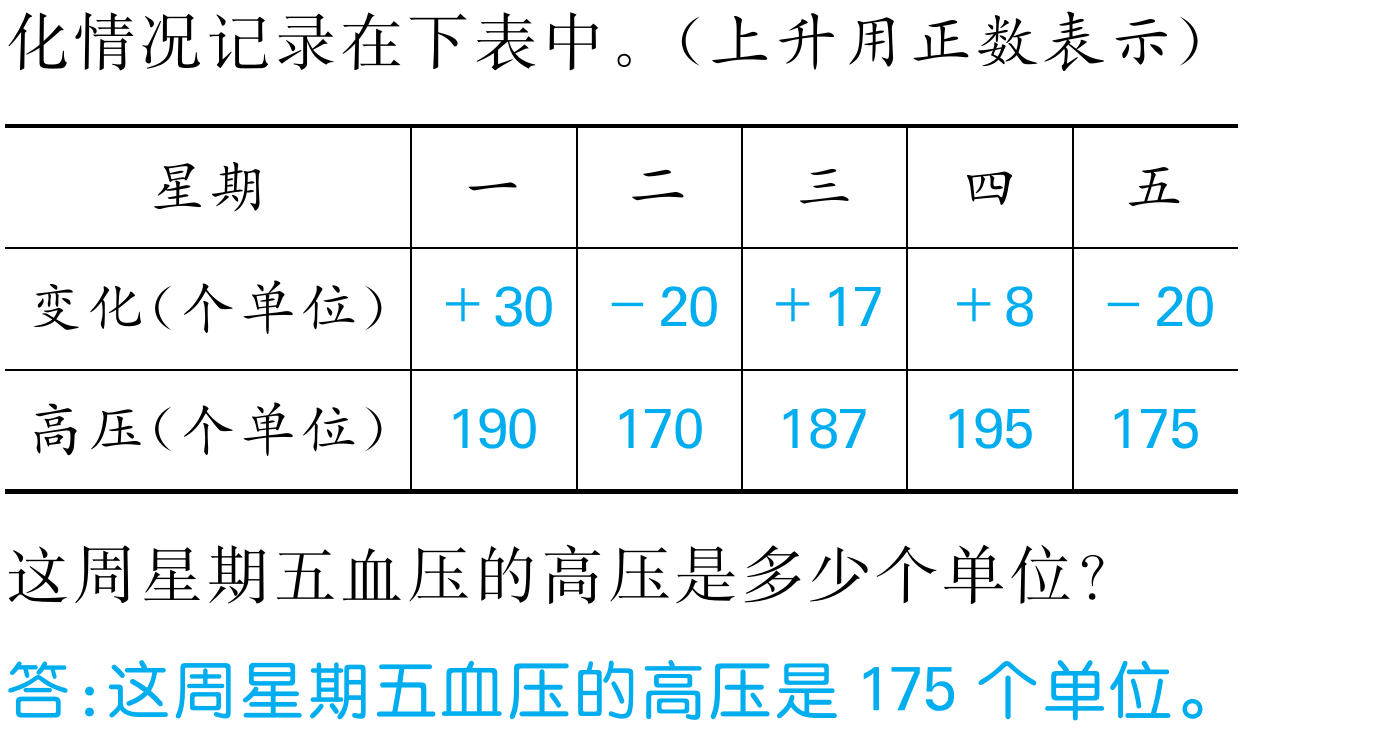 化情况记录在下表中。(上升用正数表示)
星期 一 二 三 四 五
变化(个单位) +30 -20 +17 +8 -20
高压(个单位) 190 170 187 195 175
这周星期五血压的高压是多少个单位?
答:这周星期五血压的高压是 175 个单位。